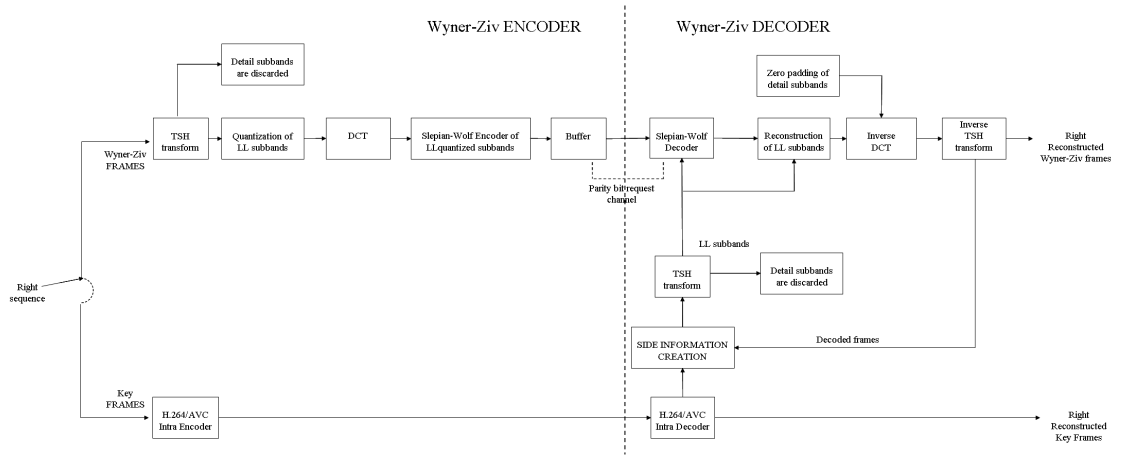 Wyner-Ziv ENCODER
Wyner-Ziv DECODER
Detail subbands
are discarded
Zero padding of
detail subbands
TSH
transform
Quantization of
LL subbands
DCT
Slepian-Wolf Encoder of
LLquantized subbands
Buffer
Slepian-Wolf
Decoder
Reconstruction
of LL subbands
Inverse
DCT
Inverse
TSH
transform
Right
Reconstructed
Wyner-Ziv frames
Wyner-Ziv
FRAMES
Parity bit request
channel
LL subbands
TSH
transform
Detail subbands
are discarded
Right
sequence
SIDE INFORMATION
CREATION
Decoded frames
Key
FRAMES
H.264/AVC
Intra Encoder
H.264/AVC
Intra Decoder
Right
Reconstructed
Key Frames